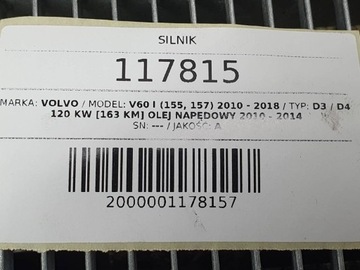 SILNIK
117815
MARKA: VOLVO / MODEL: V60 I (155, 157) 2010 - 2018 / TYP: D3 / D4
120 KW [163 KM] OLEJ NAPĘDOWY 2010 - 2014
SN: --- / JAKOŚĆ: A
2000001178157